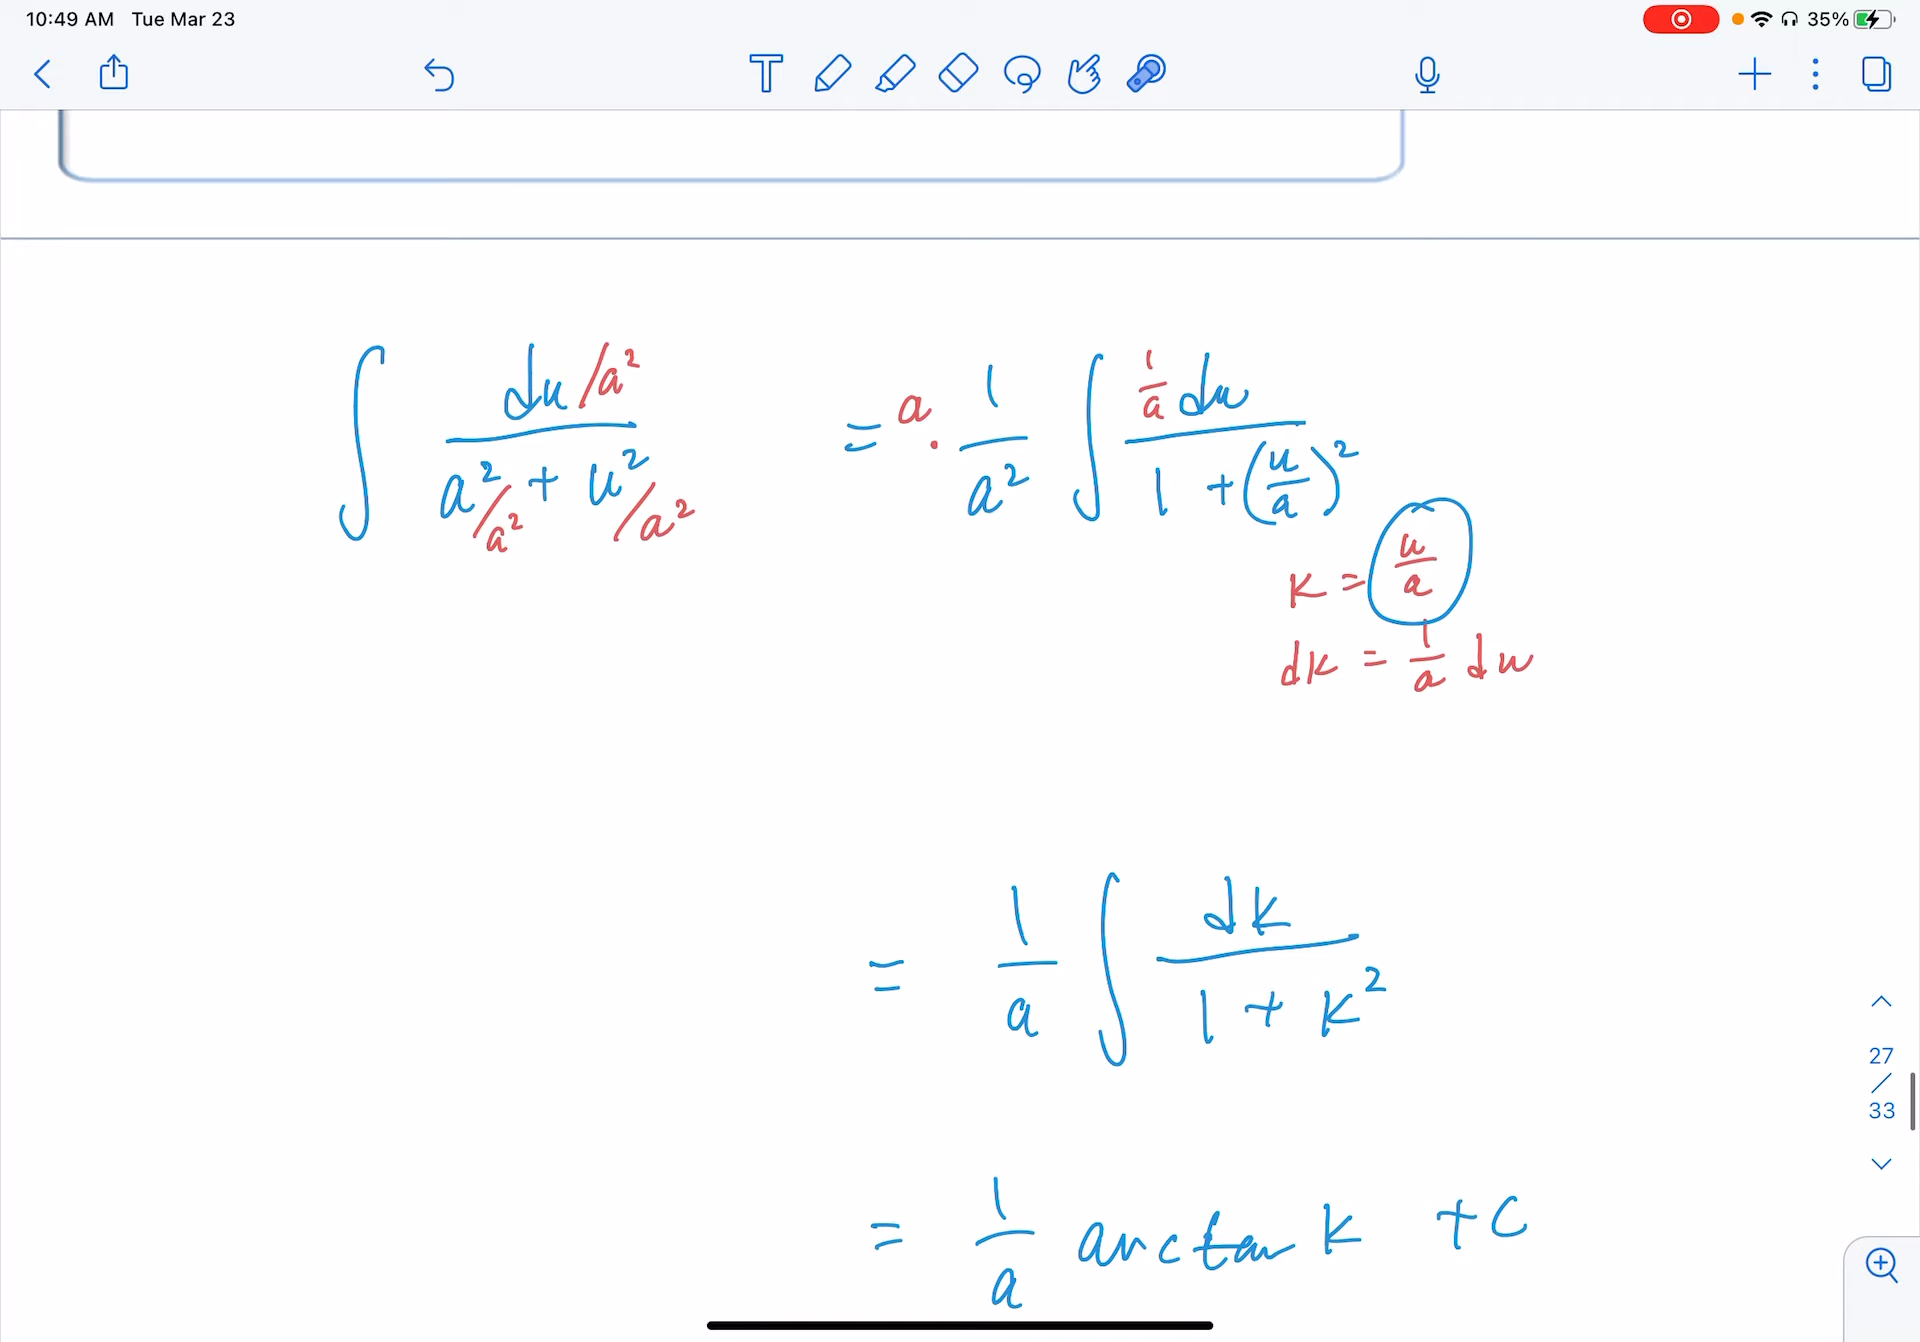 10:49 AM Tue Mar 23
35%
∫ du/a² / (a²/a² + u²/a²) = a · 1/a² ∫ (1/a) du / (1 + (u/a)²)
K = u/a
dK = 1/a du
= 1/a ∫ dK / (1 + K²)
27
/
33
= 1/a arctan K + C